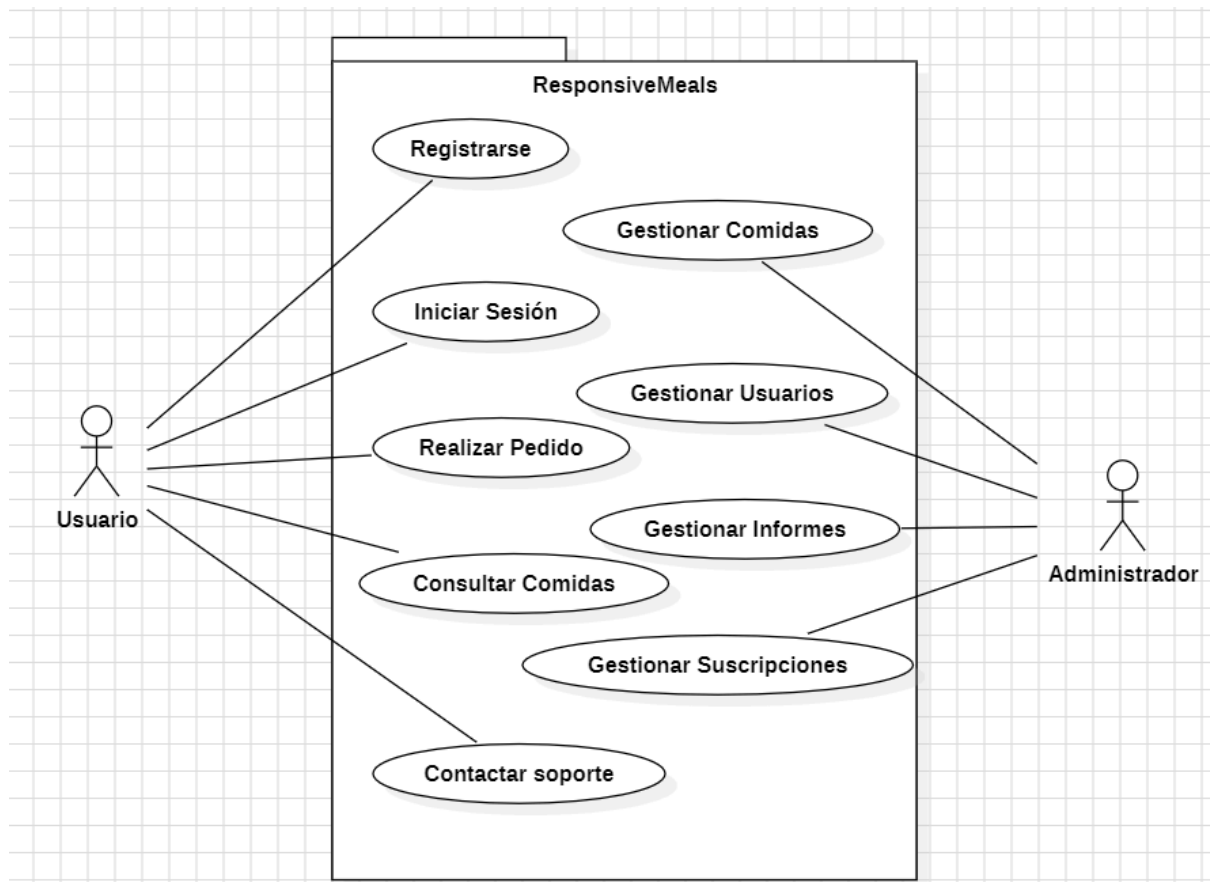 ResponsiveMeals
Registrarse
Gestionar Comidas
Iniciar Sesión
Gestionar Usuarios
Realizar Pedido
Usuario
Gestionar Informes
Administrador
Consultar Comidas
Gestionar Suscripciones
Contactar soporte